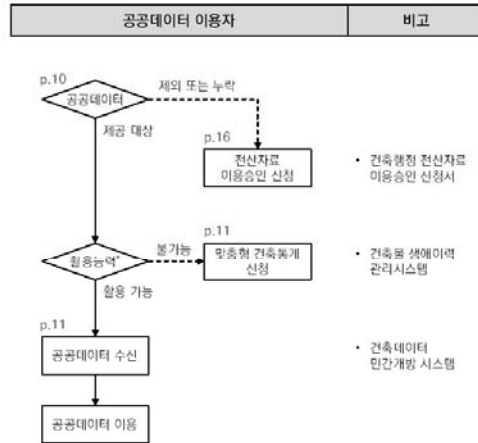 공공데이터 이용자
비고
p.10
공공데이터
제외 또는 누락
제공 대상
p.16
전산자료
이용승인 신청
• 건축행정 전산자료
이용승인 신청서
p.11
활용능력*
불가능
맞춤형 건축통계
신청
• 건축물 생애이력
관리시스템
활용 가능
p.11
공공데이터 수신
• 건축데이터
민간개방 시스템
공공데이터 이용